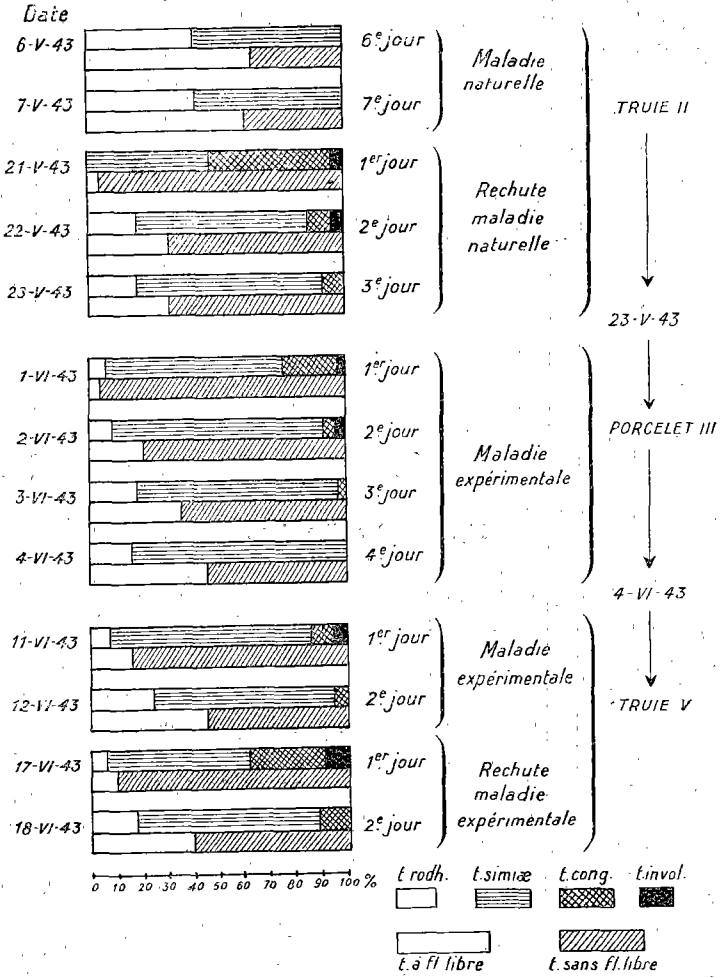 Date
6-V-43
6e jour
7-V-43
7e jour
Maladie
naturelle
21-V-43
1er jour
22-V-43
2e jour
23-V-43
3e jour
Rechute
maladie
naturelle
TRUIE II
23-V-43
1-VI-43
1er jour
2-VI-43
2e jour
3-VI-43
3e jour
4-VI-43
4e jour
Maladie
expérimentale
PORCELET III
4-VI-43
11-VI-43
1er jour
12-VI-43
2e jour
Maladie
expérimentale
17-VI-43
1er jour
18-VI-43
2e jour
Rechute
maladie
expérimentale
TRUIE V
0 10 20 30 40 50 60 70 80 90 100 %
t.rodh. t.simiæ t.cong. t.invol.
t.à fl libre t.sans fl.libre